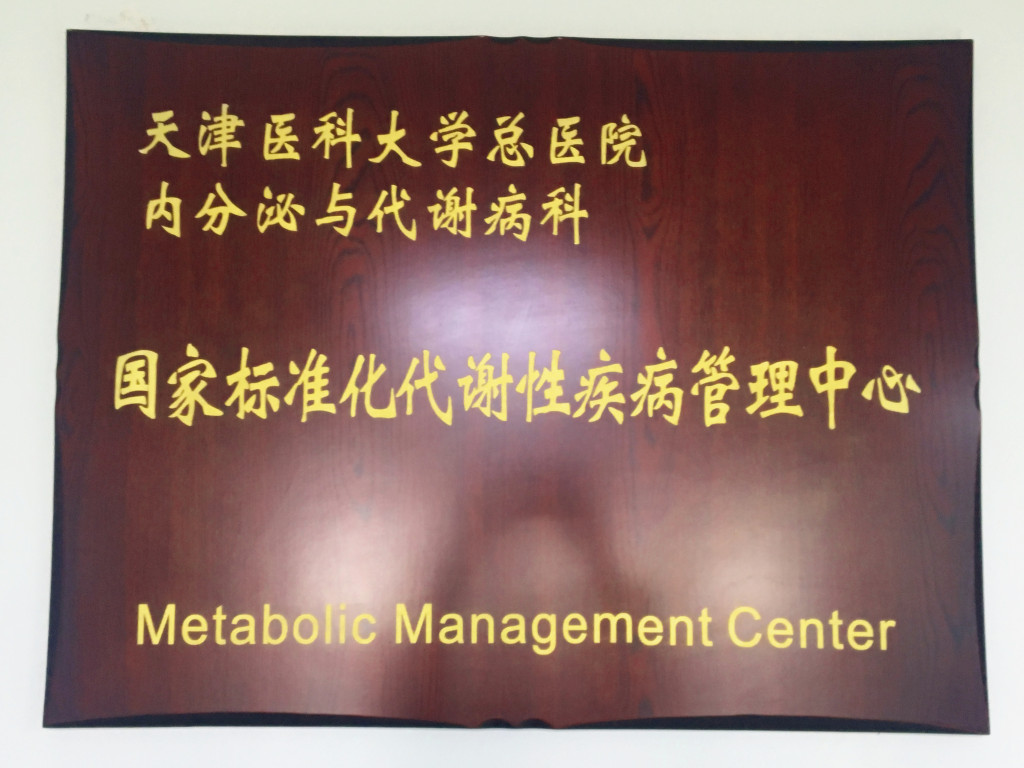 天津医科大学总医院
内分泌与代谢病科
国家标准化代谢性疾病管理中心
Metabolic Management Center